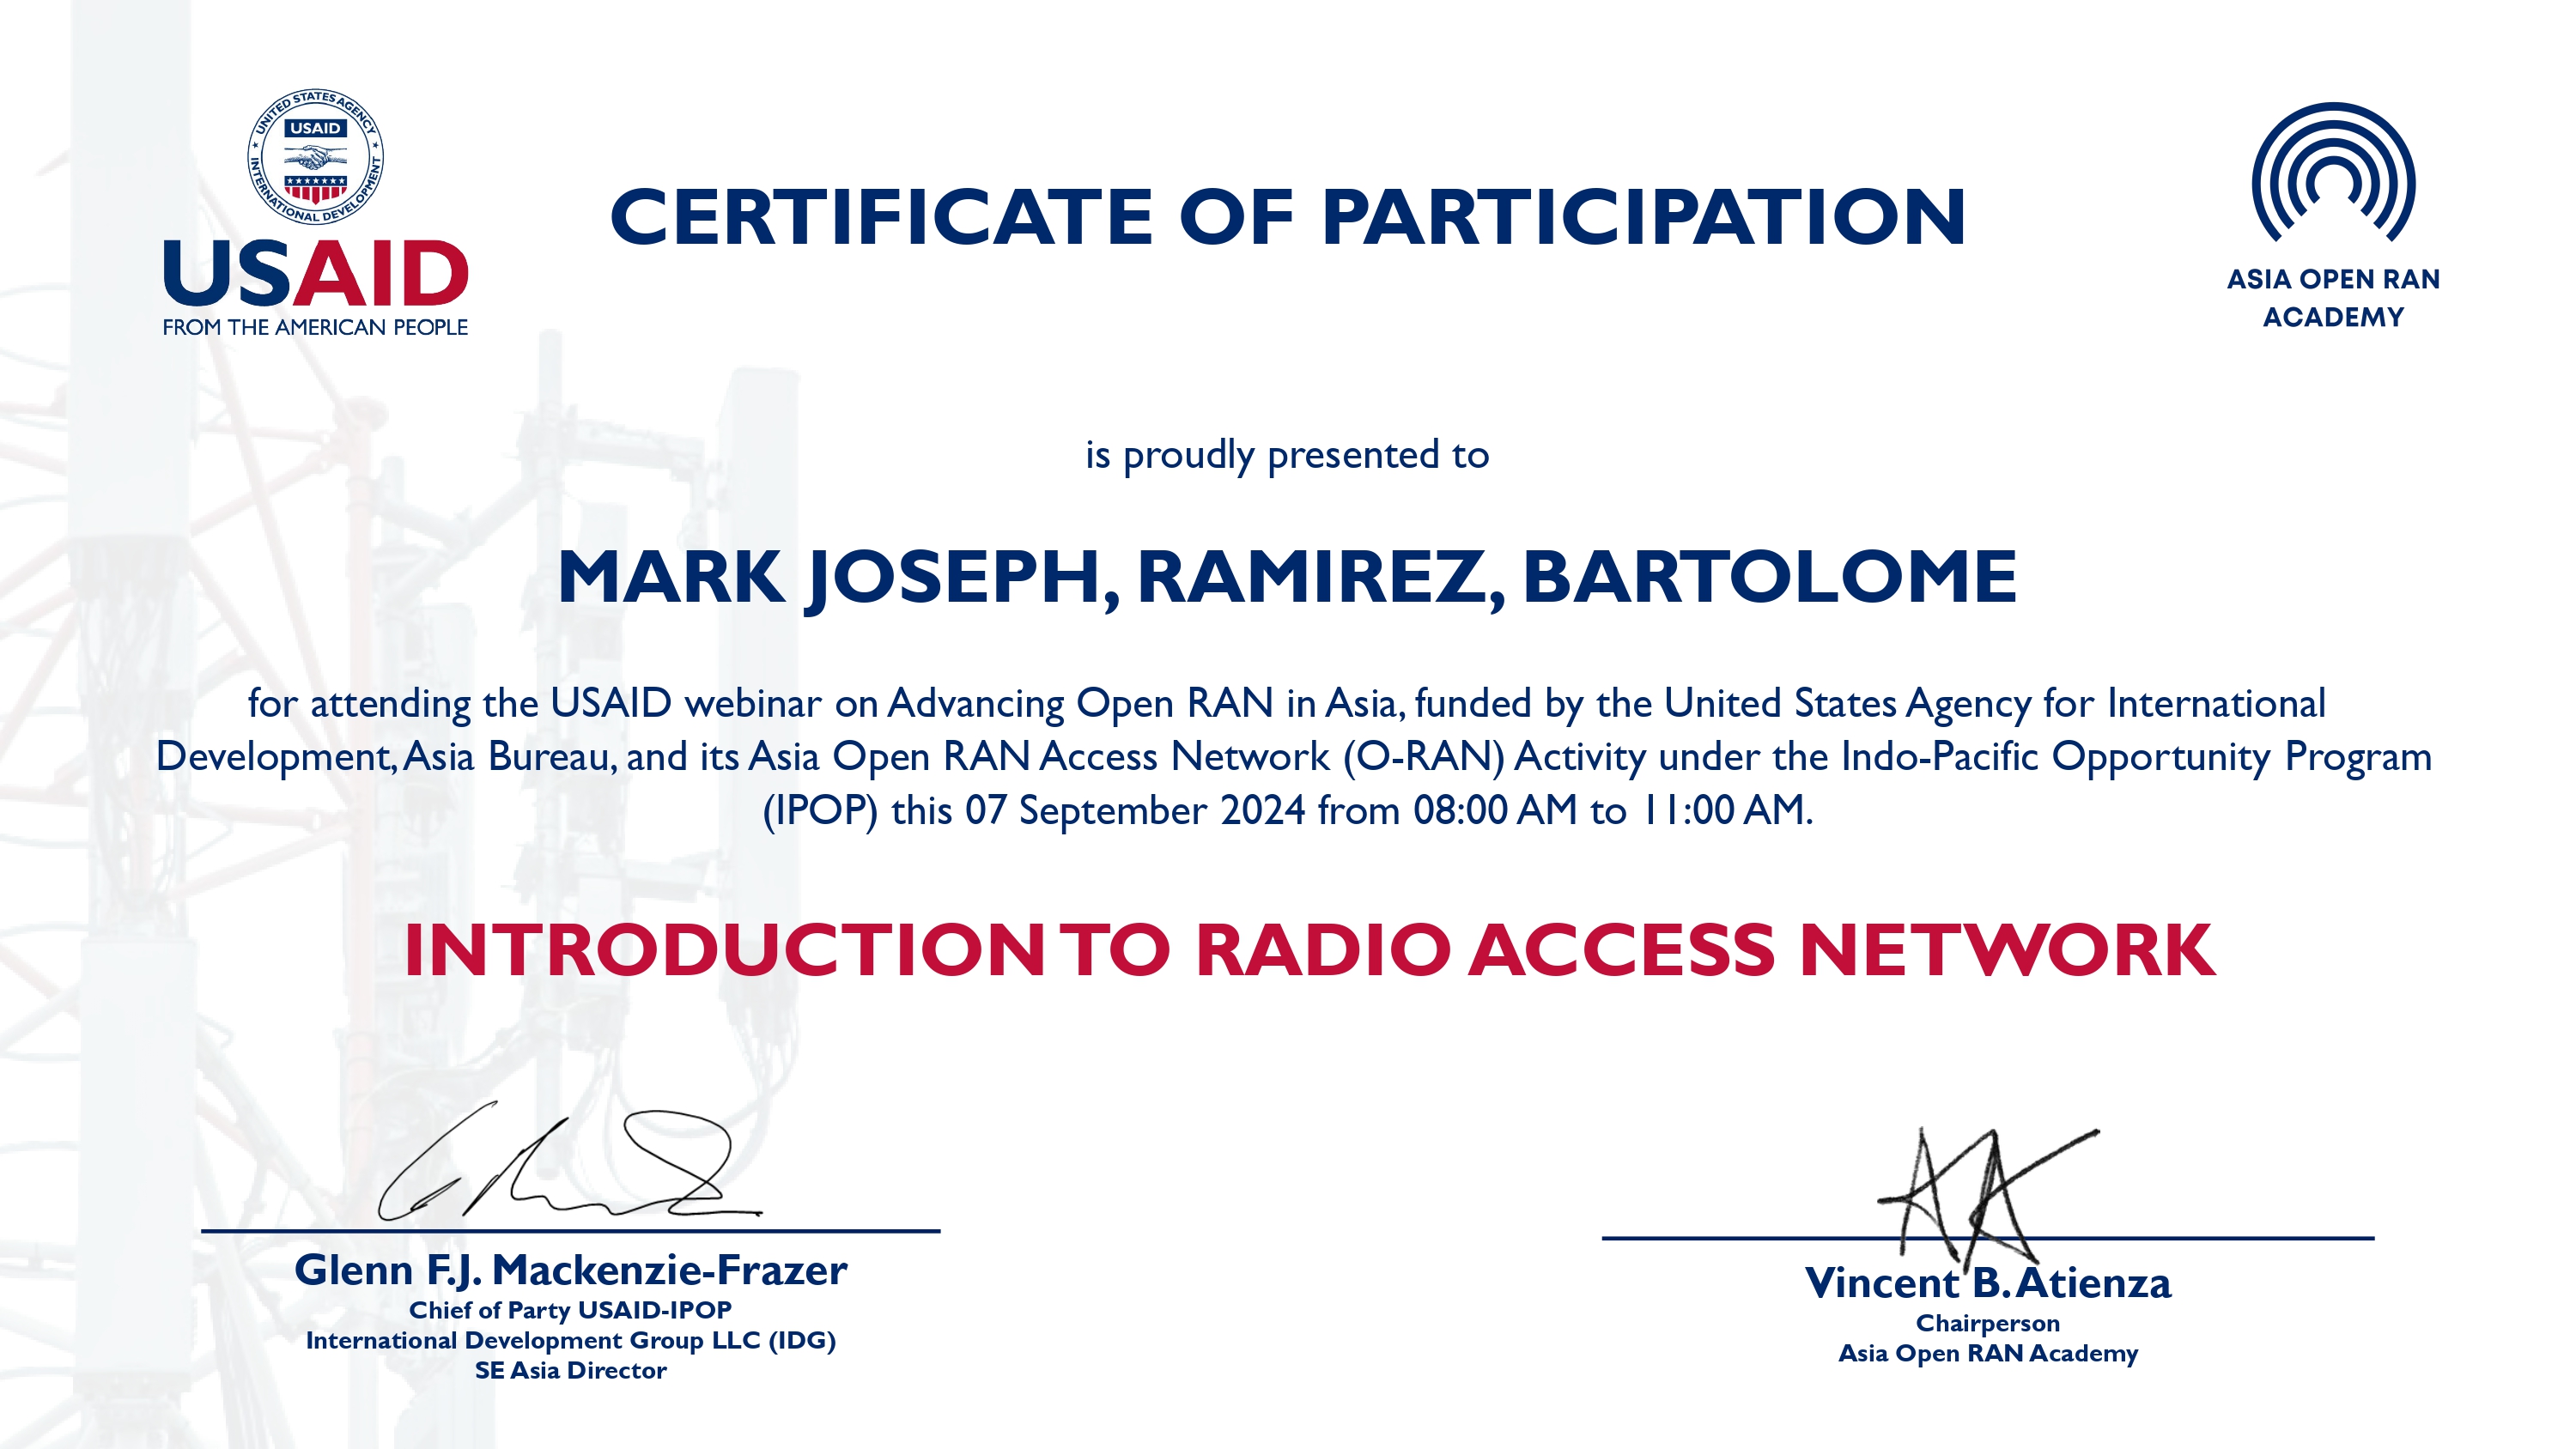 UNITED STATES AGENCY
INTERNATIONAL DEVELOPMENT
USAID
USAID
FROM THE AMERICAN PEOPLE
CERTIFICATE OF PARTICIPATION
ASIA OPEN RAN
ACADEMY
is proudly presented to
MARK JOSEPH, RAMIREZ, BARTOLOME
for attending the USAID webinar on Advancing Open RAN in Asia, funded by the United States Agency for International
Development, Asia Bureau, and its Asia Open RAN Access Network (O-RAN) Activity under the Indo-Pacific Opportunity Program
(IPOP) this 07 September 2024 from 08:00 AM to 11:00 AM.
INTRODUCTION TO RADIO ACCESS NETWORK
Glenn F.J. Mackenzie-Frazer
Chief of Party USAID-IPOP
International Development Group LLC (IDG)
SE Asia Director
Vincent B. Atienza
Chairperson
Asia Open RAN Academy